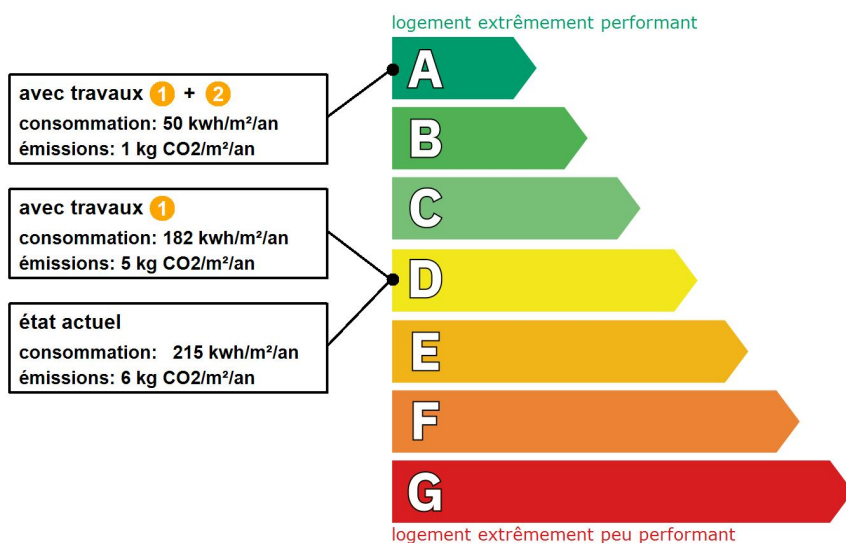 logement extrêmement performant
avec travaux 1 + 2
consommation: 50 kwh/m²/an
émissions: 1 kg CO2/m²/an
avec travaux 1
consommation: 182 kwh/m²/an
émissions: 5 kg CO2/m²/an
état actuel
consommation: 215 kwh/m²/an
émissions: 6 kg CO2/m²/an
A
B
C
D
E
F
G
logement extrêmement peu performant